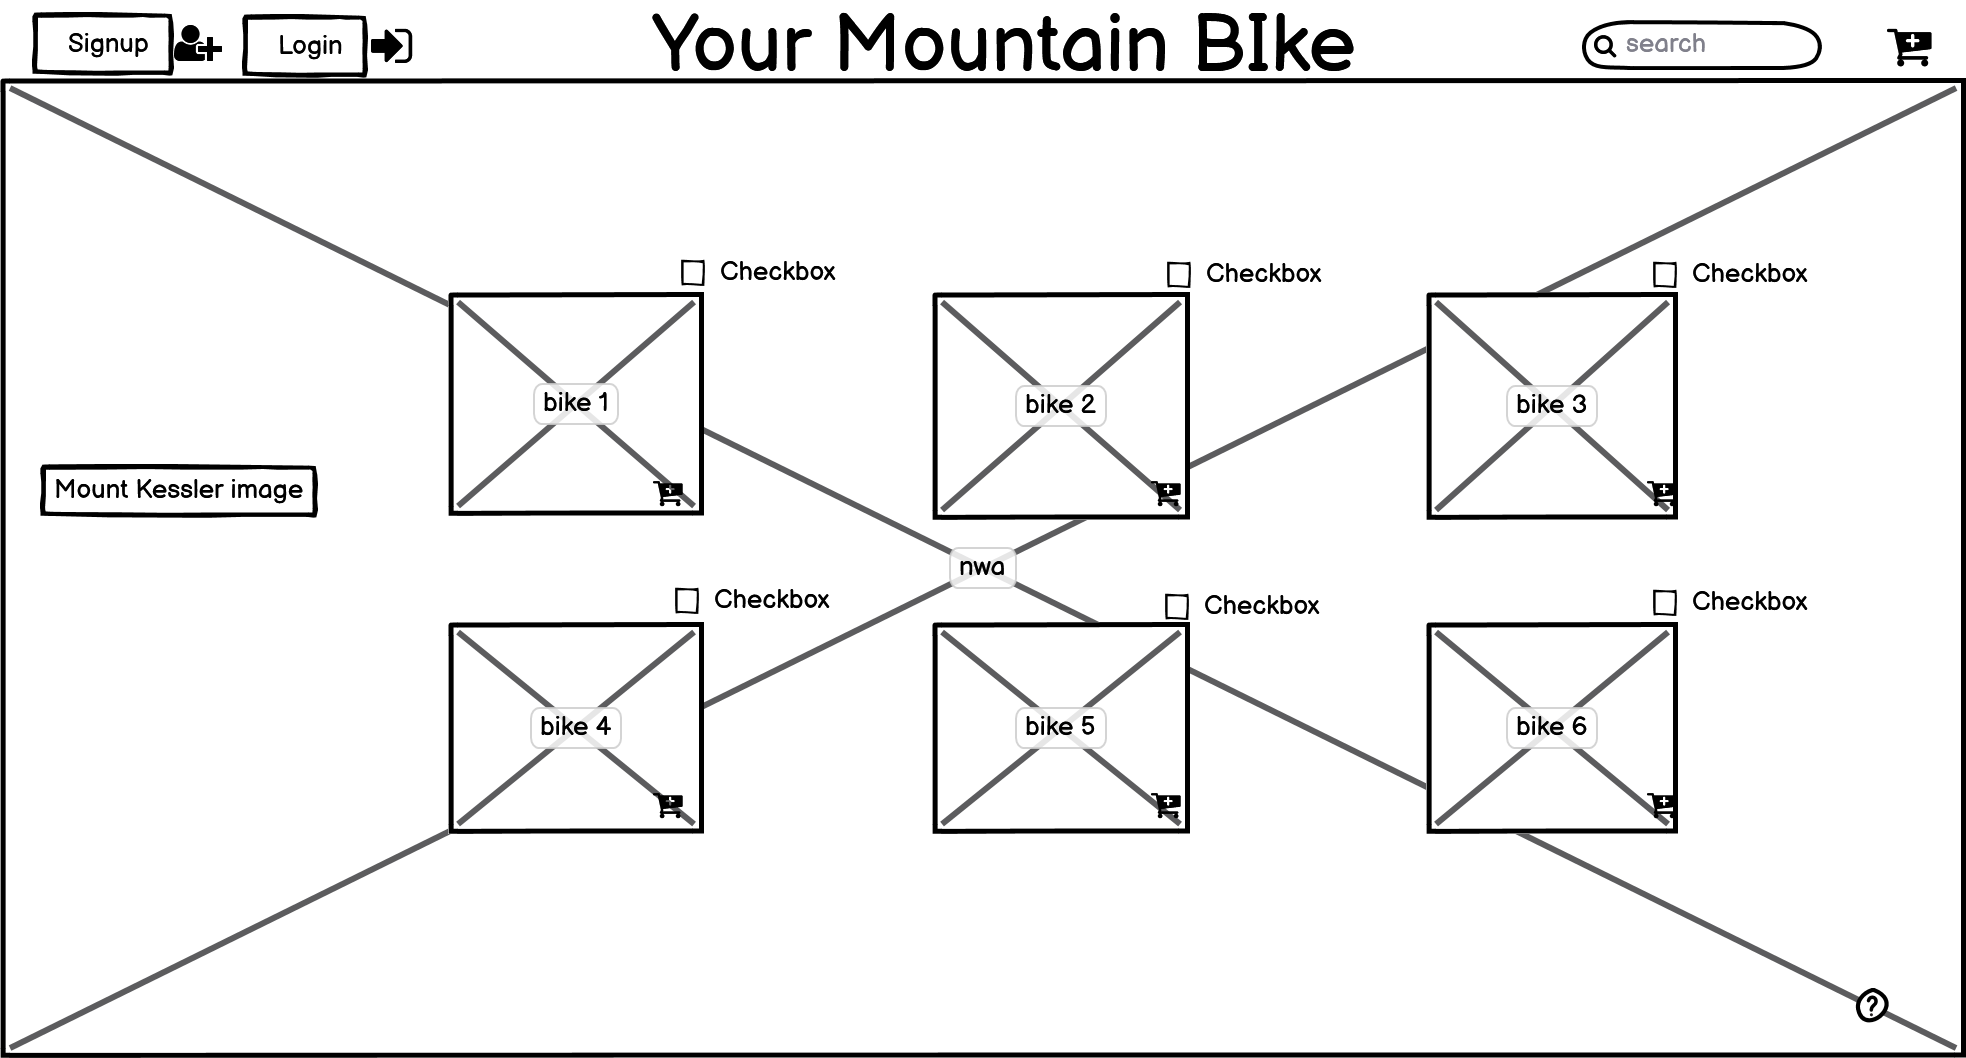 Signup
Login
Your Mountain BIke
search
Checkbox
Checkbox
Checkbox
bike 1
bike 2
bike 3
Mount Kessler image
nwa
Checkbox
Checkbox
Checkbox
bike 4
bike 5
bike 6
?